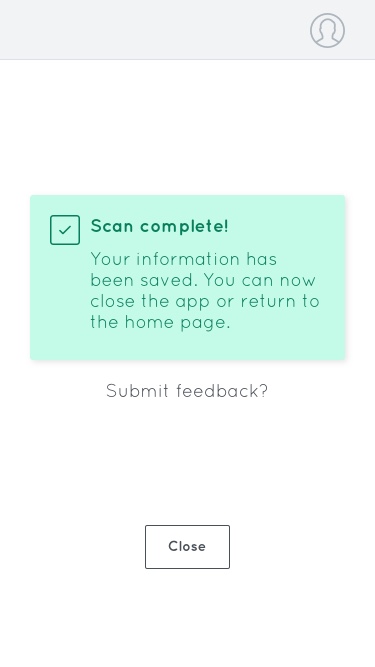 Scan complete!
Your information has
been saved. You can now
close the app or return to
the home page.
Submit feedback?
Close